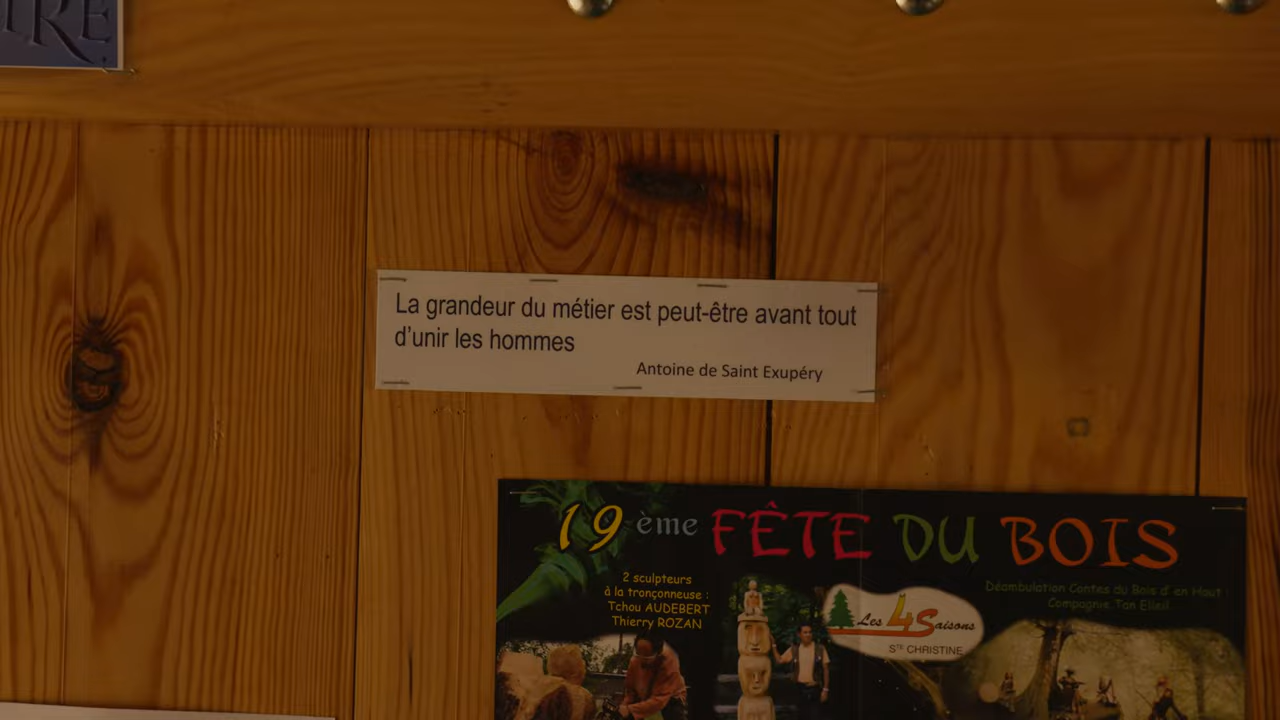 La grandeur du métier est peut-être avant tout
d'unir les hommes
Antoine de Saint Exupéry
19 ème FÊTE DU BOIS
2 sculpteurs
à la tronçonneuse :
Tchou AUDEBERT
Thierry ROZAN
Les 4 Saisons
STE CHRISTINE
Déambulation Contes du Bois d'en Haut :
Compagnie Tan Elleil